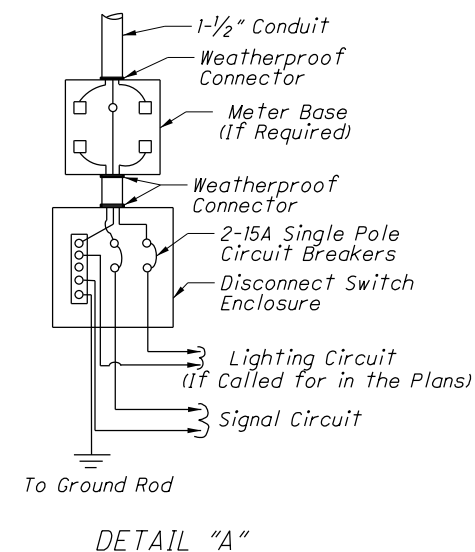 1-1/2" Conduit
Weatherproof
Connector
Meter Base
(If Required)
Weatherproof
Connector
2-15A Single Pole
Circuit Breakers
Disconnect Switch
Enclosure
Lighting Circuit
(If Called for in the Plans)
Signal Circuit
To Ground Rod
DETAIL "A"